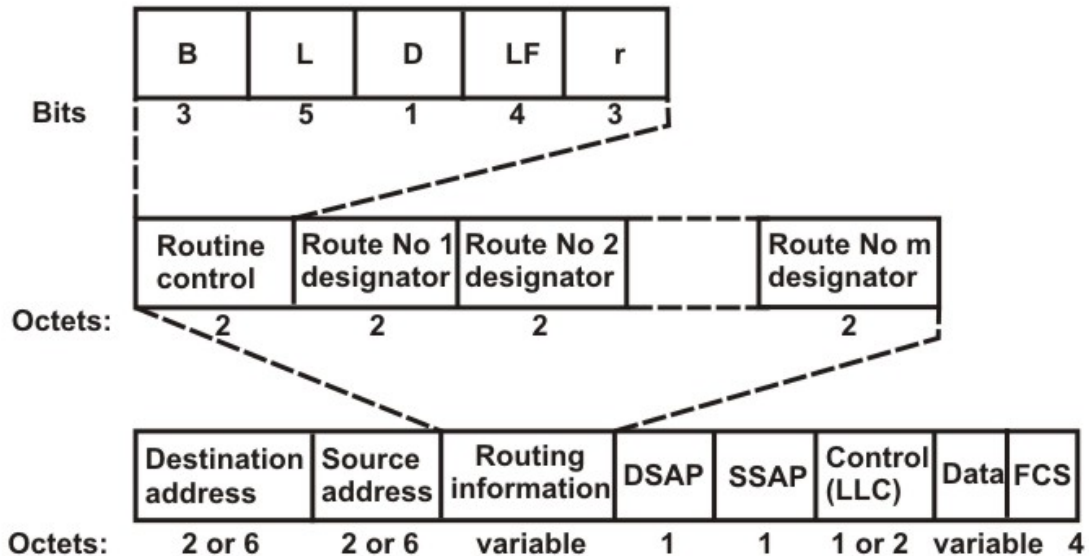 B L D LF r
Bits 3 5 1 4 3
Routine control Route No 1 designator Route No 2 designator Route No m designator
Octets: 2 2 2 2
Destination address Source address Routing information DSAP SSAP Control (LLC) Data FCS
Octets: 2 or 6 2 or 6 variable 1 1 1 or 2 variable 4